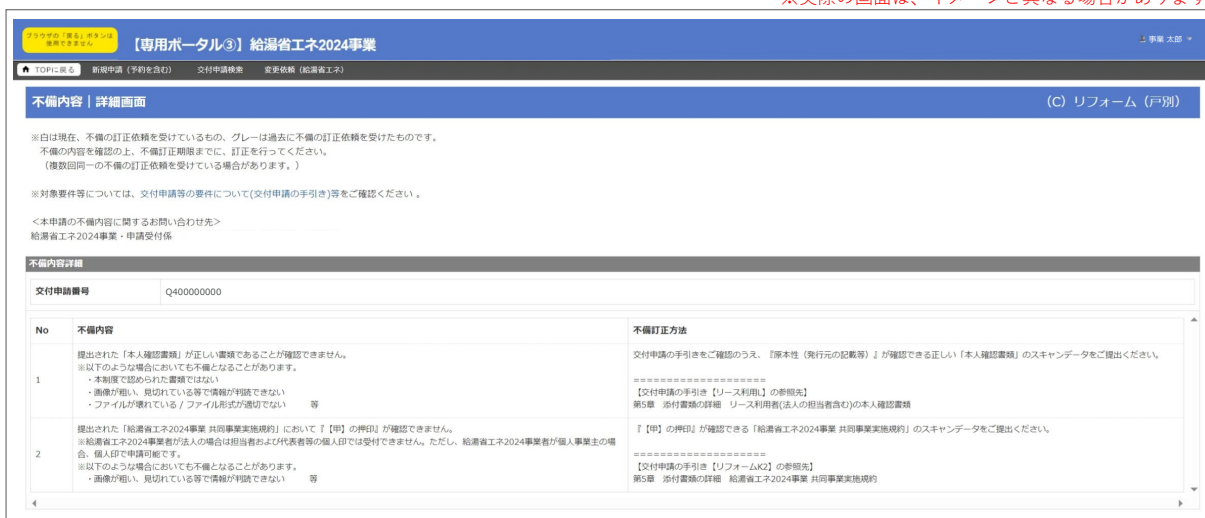 ※実際の画面は、イメージと異なる場合があります
ブラウザの「戻る」ボタンは
使用できません
【専用ポータル③】給湯省エネ2024事業
事業 太郎
TOPに戻る 新規申請（予約を含む） 交付申請検索 変更依頼（給湯省エネ）
不備内容｜詳細画面
(C) リフォーム（戸別）
※白は現在、不備の訂正依頼を受けているもの、グレーは過去に不備の訂正依頼を受けたものです。
不備の内容を確認の上、不備訂正期限までに、訂正を行ってください。
（複数回同一の不備の訂正依頼を受けている場合があります。）
※対象要件等については、交付申請等の要件について(交付申請の手引き)等をご確認ください 。
＜本申請の不備内容に関するお問い合わせ先＞
給湯省エネ2024事業・申請受付係
不備内容詳細
交付申請番号 Q400000000
No 不備内容 不備訂正方法
1
提出された「本人確認書類」が正しい書類であることが確認できません。
※以下のような場合においても不備となることがあります。
・本制度で認められた書類ではない
・画像が粗い、見切れている等で情報が判読できない
・ファイルが壊れている / ファイル形式が適切でない 等
交付申請の手引きをご確認のうえ、『原本性（発行元の記載等）』が確認できる正しい「本人確認書類」のスキャンデータをご提出ください。
====================
【交付申請の手引き【リース利用L】の参照先】
第5章 添付書類の詳細 リース利用者(法人の担当者含む)の本人確認書類
2
提出された「給湯省エネ2024事業 共同事業実施規約」において『【甲】の押印』が確認できません。
※給湯省エネ2024事業者が法人の場合は担当者および代表者等の個人印では受付できません。ただし、給湯省エネ2024事業者が個人事業主の場
合、個人印で申請可能です。
※以下のような場合においても不備となることがあります。
・画像が粗い、見切れている等で情報が判読できない 等
『【甲】の押印』が確認できる「給湯省エネ2024事業 共同事業実施規約」のスキャンデータをご提出ください。
====================
【交付申請の手引き【リフォームK2】の参照先】
第5章 添付書類の詳細 給湯省エネ2024事業 共同事業実施規約